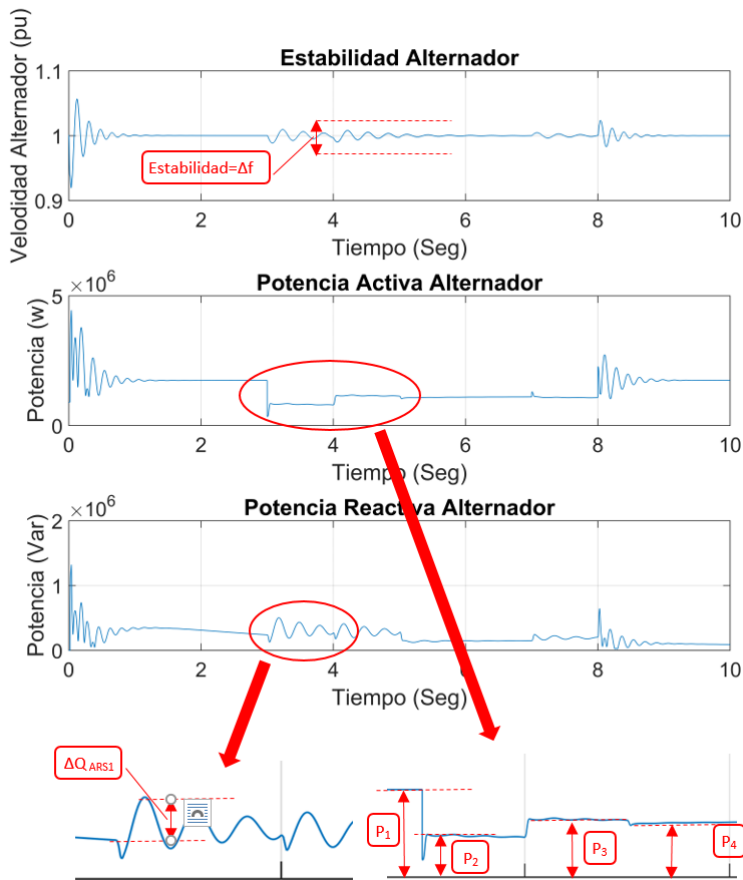 Estabilidad Alternador
Velodidad Alternador (pu)
1.1
1
0.9
Estabilidad=Δf
0 2 4 6 8 10
Tiempo (Seg)
×10⁶
Potencia Activa Alternador
Potencia (w)
5
0
0 2 4 6 8 10
Tiempo (Seg)
×10⁶
Potencia Reactiva Alternador
Potencia (Var)
2
1
0
0 2 4 6 8 10
Tiempo (Seg)
ΔQ ARS1
P₁
P₂
P₃
P₄